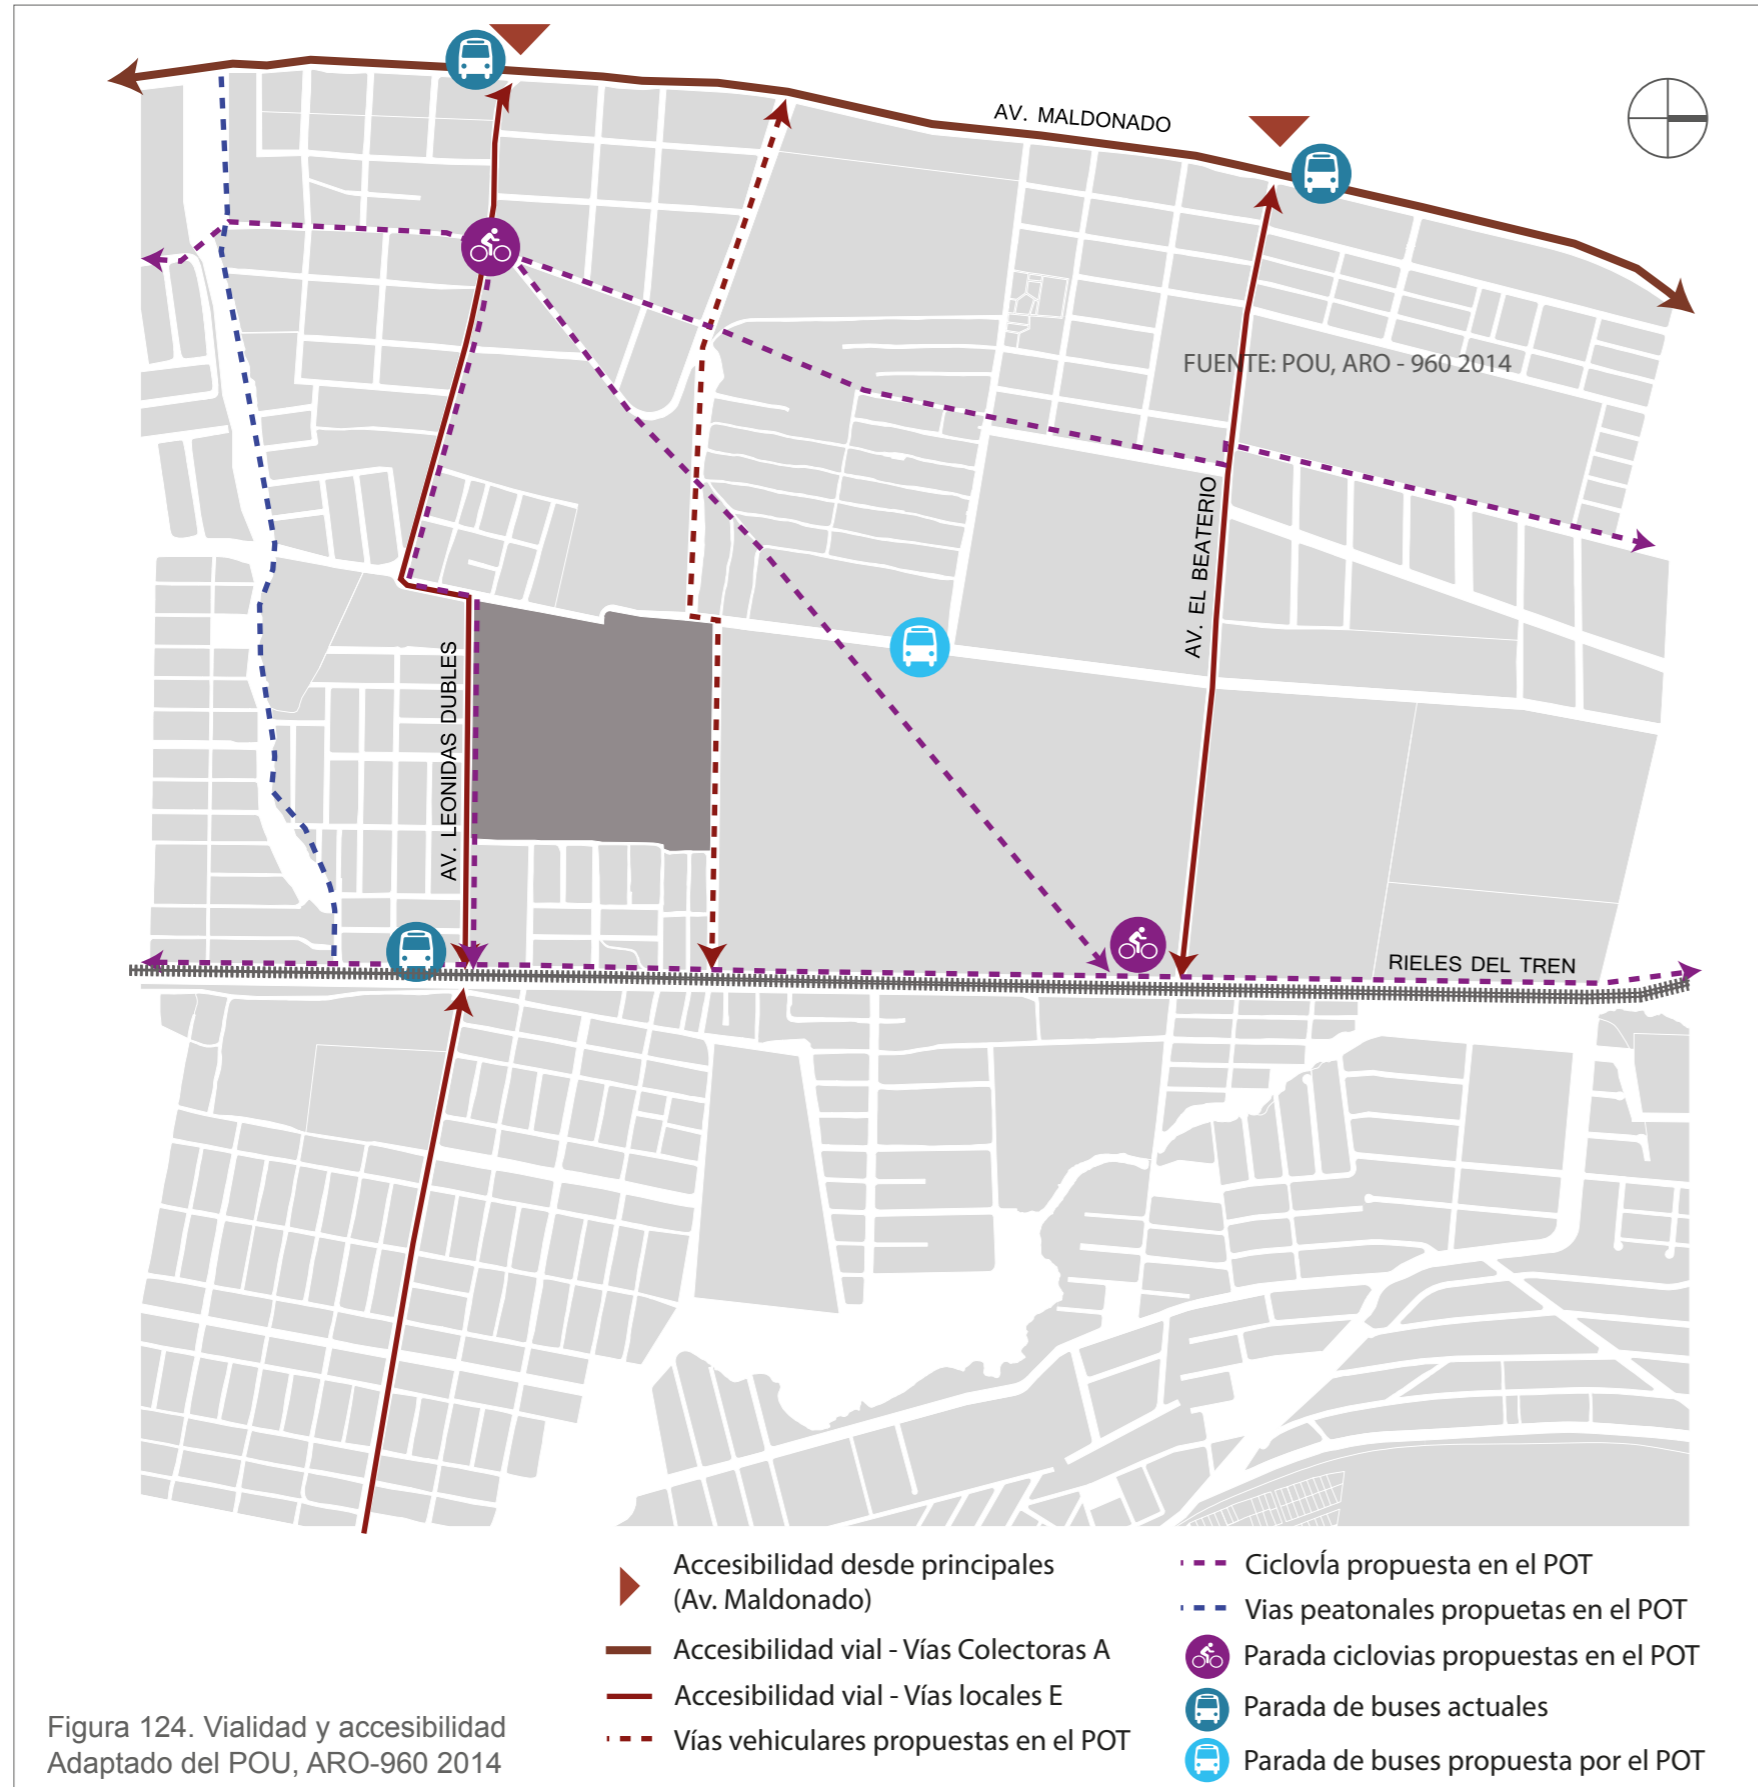 AV. MALDONADO
FUENTE: POU, ARO - 960 2014
AV. EL BEATERIO
AV. LEONIDAS DUBLES
RIELES DEL TREN
Accesibilidad desde principales
(Av. Maldonado)
Accesibilidad vial - Vías Colectoras A
Accesibilidad vial - Vías locales E
Vías vehiculares propuestas en el POT
CiclovÍa propuesta en el POT
Vias peatonales propuetas en el POT
Parada ciclovias propuestas en el POT
Parada de buses actuales
Parada de buses propuesta por el POT
Figura 124. Vialidad y accesibilidad
Adaptado del POU, ARO-960 2014